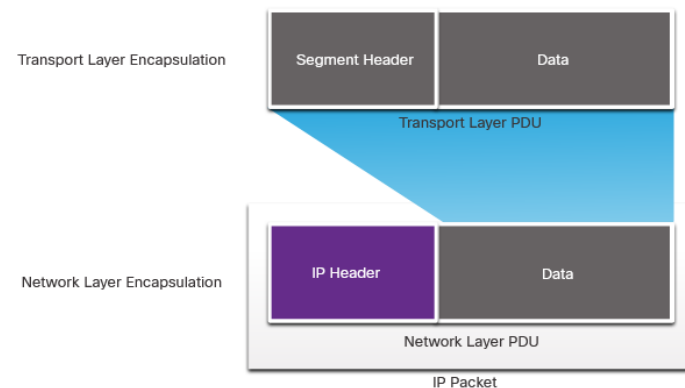 Transport Layer Encapsulation
Segment Header
Data
Transport Layer PDU
Network Layer Encapsulation
IP Header
Data
Network Layer PDU
IP Packet